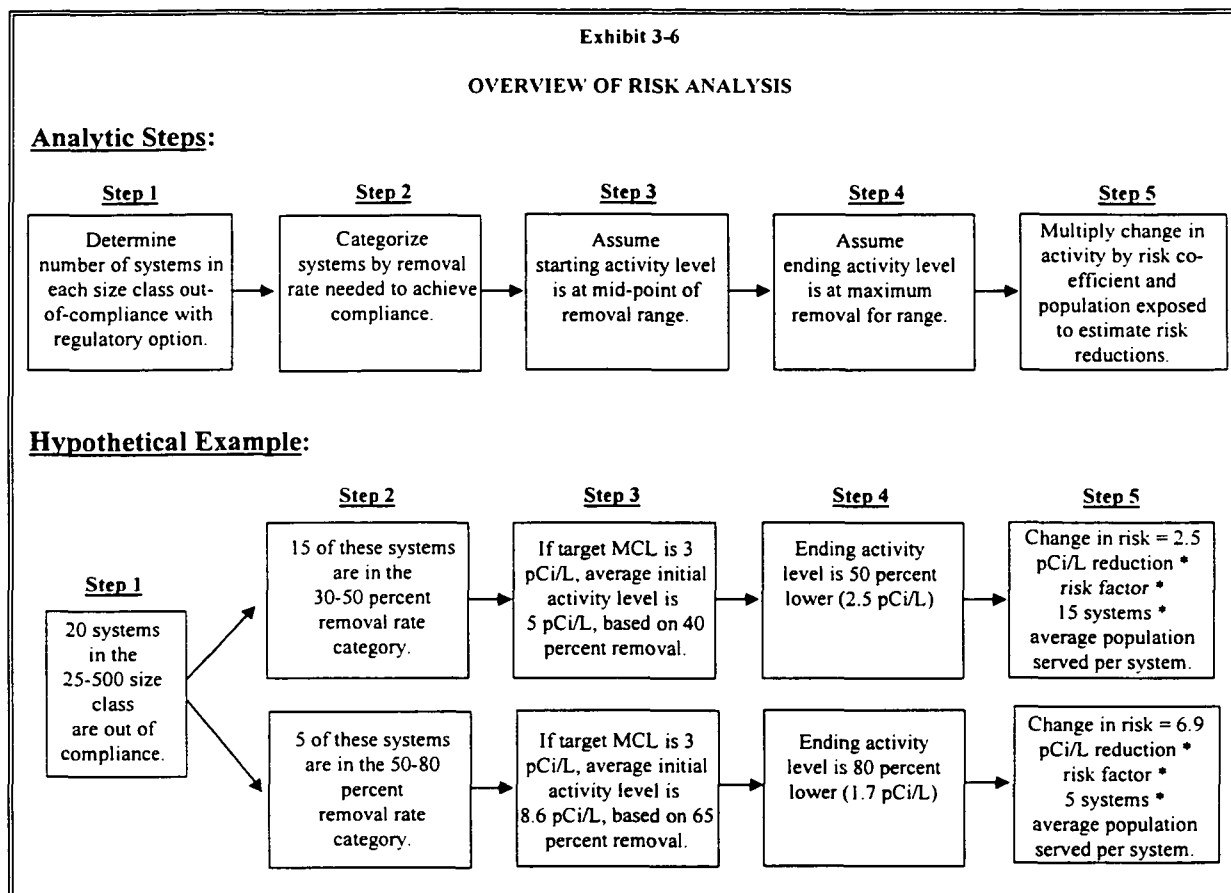 Exhibit 3-6
OVERVIEW OF RISK ANALYSIS
Analytic Steps:
Step 1
Determine
number of systems in
each size class out-
of-compliance with
regulatory option.
Step 2
Categorize
systems by removal
rate needed to achieve
compliance.
Step 3
Assume
starting activity level
is at mid-point of
removal range.
Step 4
Assume
ending activity level
is at maximum
removal for range.
Step 5
Multiply change in
activity by risk co-
efficient and
population exposed
to estimate risk
reductions.
Hypothetical Example:
Step 1
20 systems
in the
25-500 size
class
are out of
compliance.
Step 2
15 of these systems
are in the
30-50 percent
removal rate
category.
Step 3
If target MCL is 3
pCi/L, average initial
activity level is
5 pCi/L, based on 40
percent removal.
Step 4
Ending activity
level is 50 percent
lower (2.5 pCi/L)
Step 5
Change in risk = 2.5
pCi/L reduction *
risk factor *
15 systems *
average population
served per system.
5 of these systems
are in the 50-80
percent
removal rate
category.
If target MCL is 3
pCi/L, average initial
activity level is
8.6 pCi/L, based on 65
percent removal.
Ending activity
level is 80 percent
lower (1.7 pCi/L)
Change in risk = 6.9
pCi/L reduction *
risk factor *
5 systems *
average population
served per system.